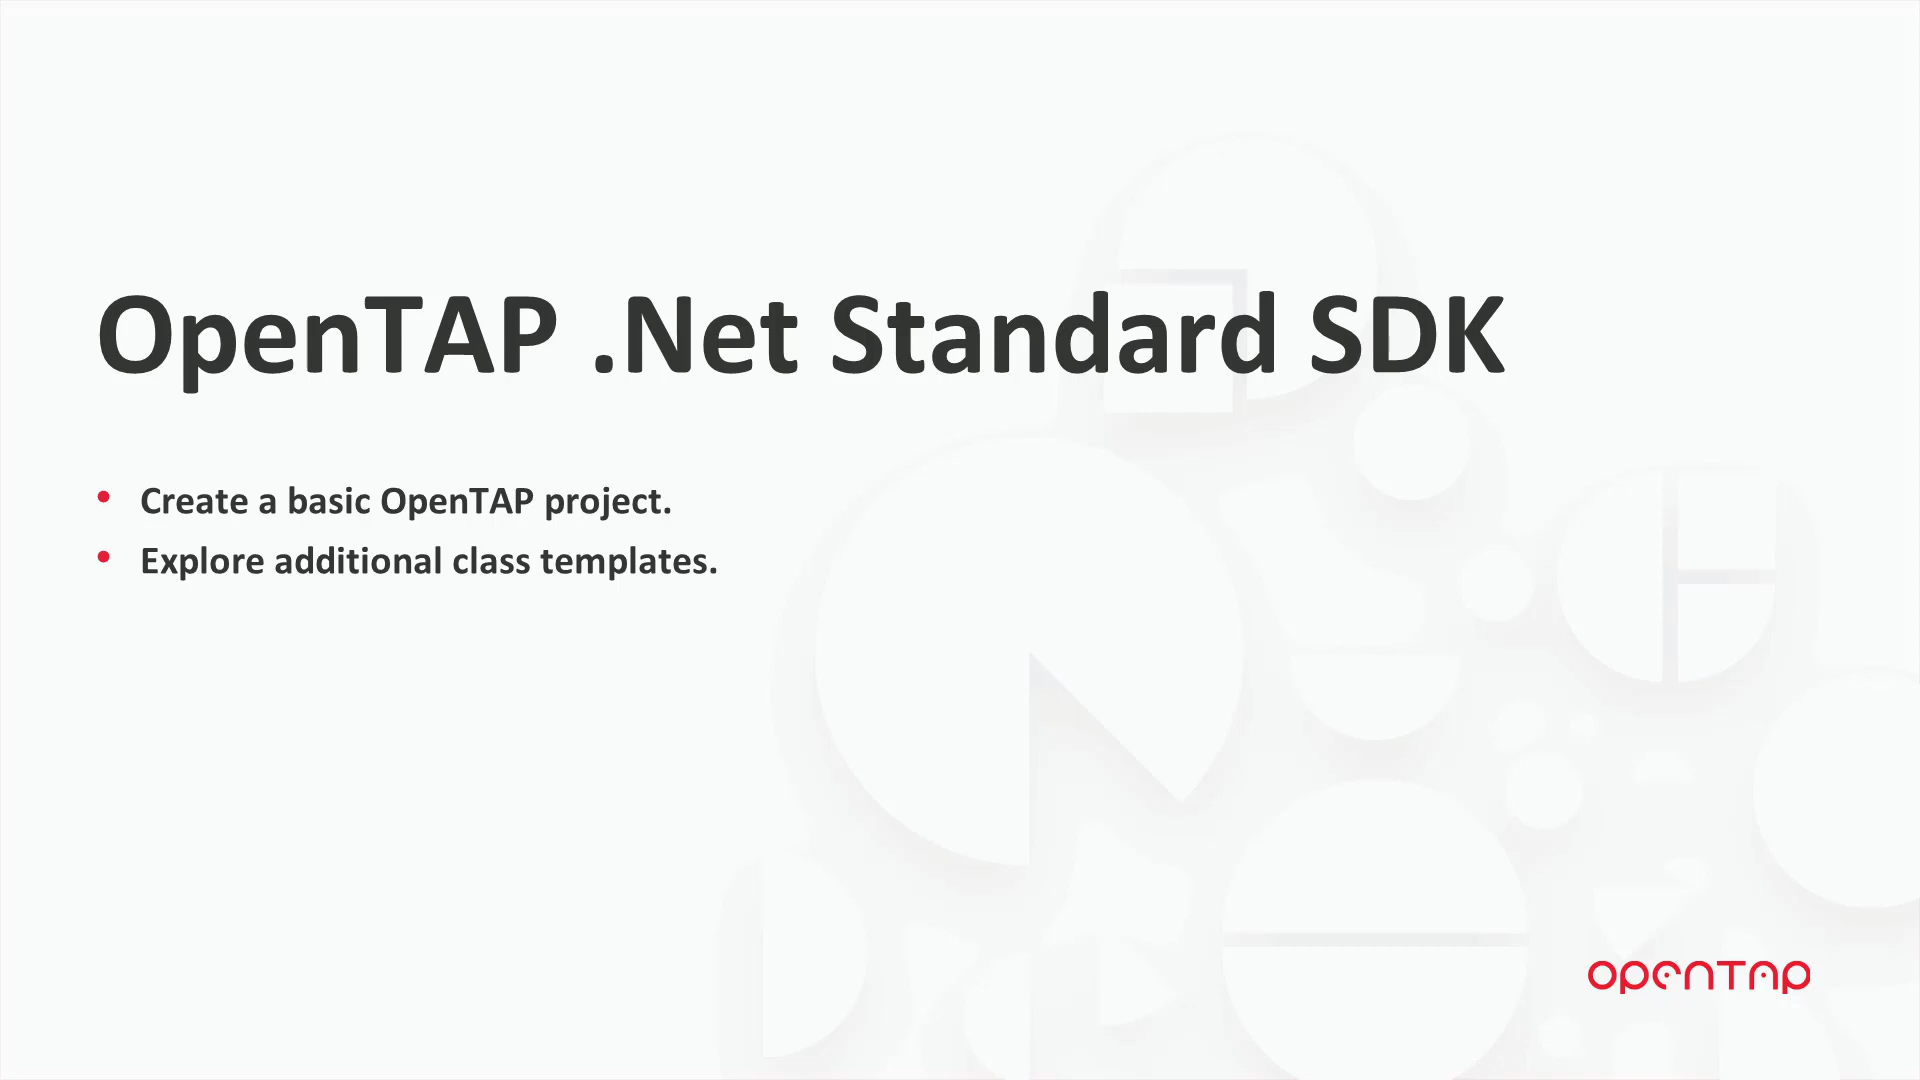 OpenTAP .Net Standard SDK
• Create a basic OpenTAP project.
• Explore additional class templates.
OPENTAP